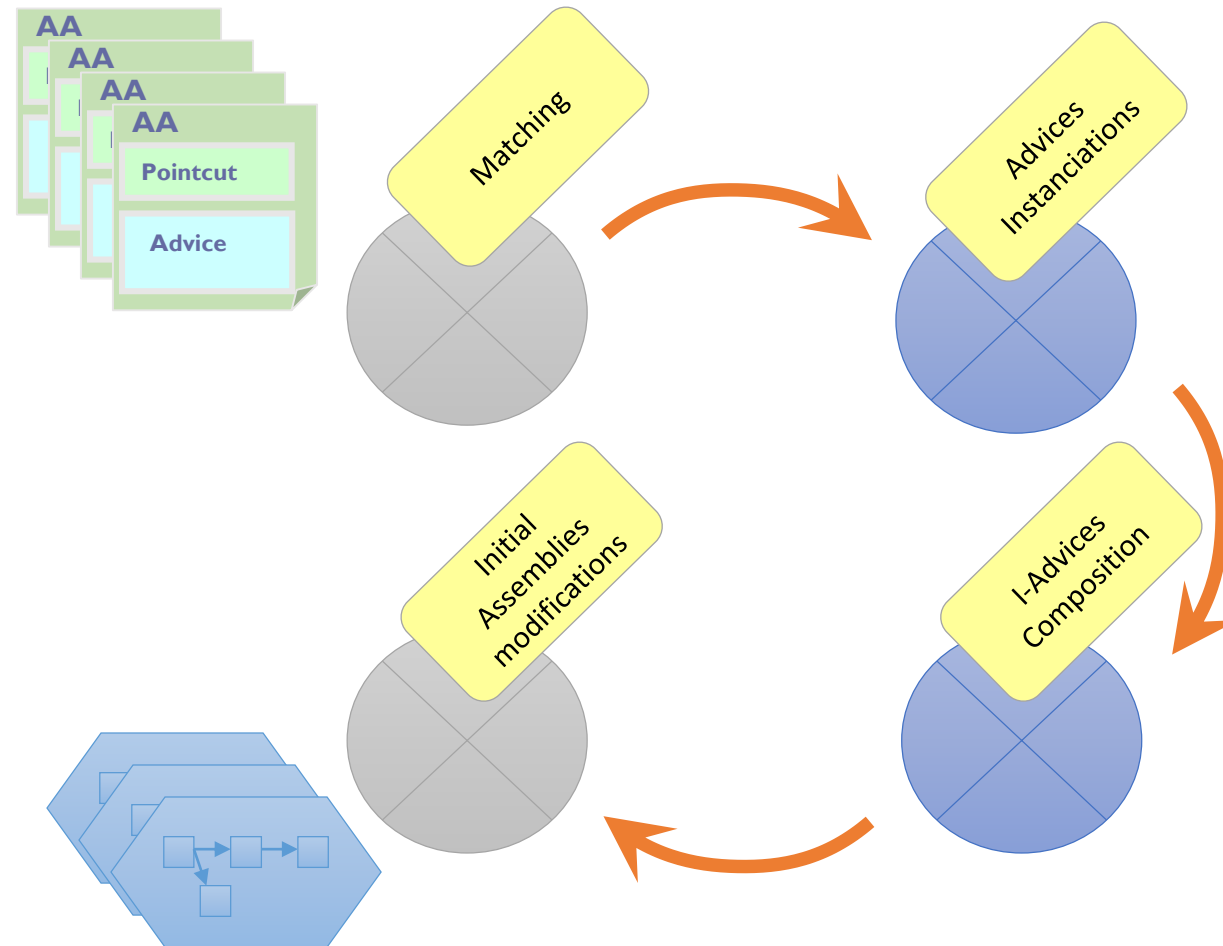 AA
AA
AA
AA
Pointcut
Advice
Matching
Advices
Instanciations
Initial
Assemblies
modifications
I-Advices
Composition